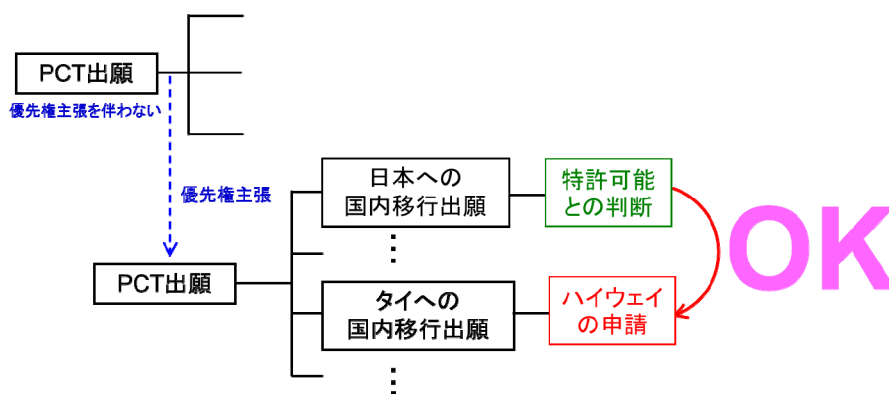 PCT出願
優先権主張を伴わない
優先権主張
日本への
国内移行出願
特許可能
との判断
OK
PCT出願
タイへの
国内移行出願
ハイウェイ
の申請